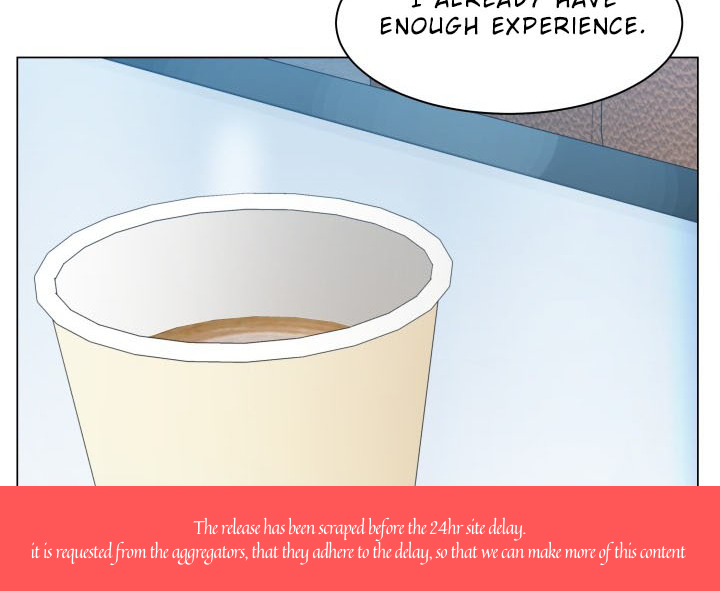 I ALREADY HAVE
ENOUGH EXPERIENCE.
The release has been scraped before the 24hr site delay.
it is requested from the aggregators, that they adhere to the delay, so that we can make more of this content